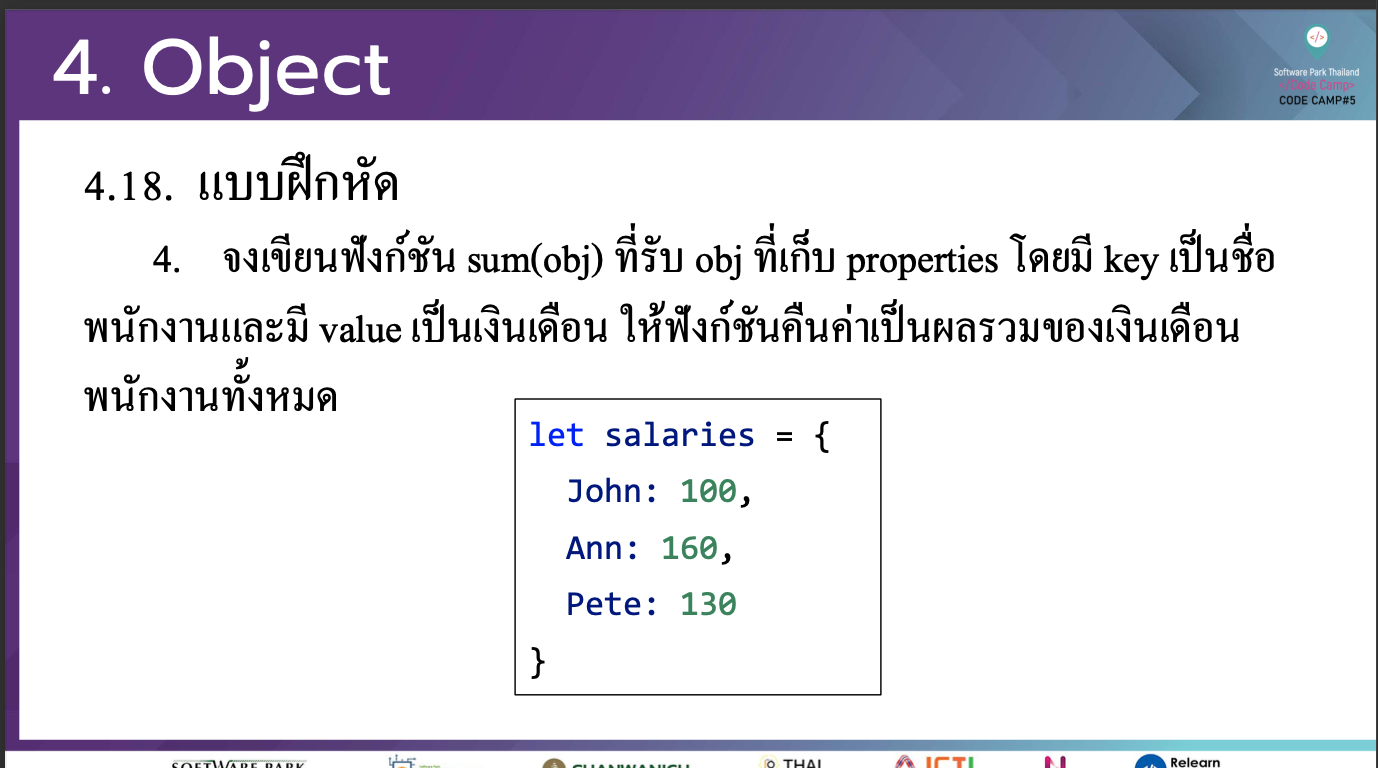 4. Object
</>
Software Park Thailand
</Code Camp>
CODE CAMP#5
4.18. แบบฝึกหัด
4. จงเขียนฟังก์ชัน sum(obj) ที่รับ obj ที่เก็บ properties โดยมี key เป็นชื่อ
พนักงานและมี value เป็นเงินเดือน ให้ฟังก์ชันคืนค่าเป็นผลรวมของเงินเดือน
พนักงานทั้งหมด
let salaries = {
John: 100,
Ann: 160,
Pete: 130
}
SOFTWARE PARK
CHANWANICH
THAI
Relearn